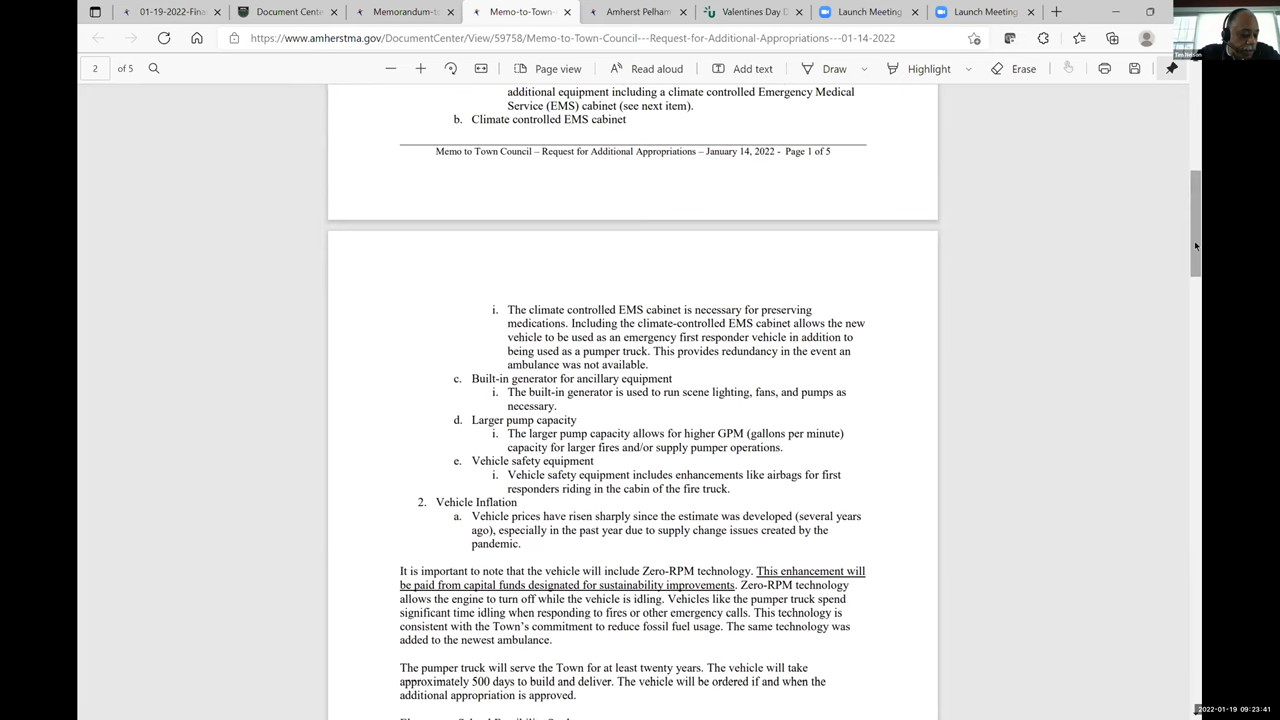 01-19-2022-Fina
Document Cente
Memorandum-to
Memo-to-Town-
Amherst Pelham
Valentines Day D
Launch Meeting
Launch Meeting
https://www.amherstma.gov/DocumentCenter/View/59758/Memo-to-Town-Council---Request-for-Additional-Appropriations---01-14-2022
2 of 5
Page view
Read aloud
Add text
Draw
Highlight
Erase
Tim Nelson
additional equipment including a climate controlled Emergency Medical
Service (EMS) cabinet (see next item).
b. Climate controlled EMS cabinet
Memo to Town Council – Request for Additional Appropriations – January 14, 2022 - Page 1 of 5
i. The climate controlled EMS cabinet is necessary for preserving
medications. Including the climate-controlled EMS cabinet allows the new
vehicle to be used as an emergency first responder vehicle in addition to
being used as a pumper truck. This provides redundancy in the event an
ambulance was not available.
c. Built-in generator for ancillary equipment
i. The built-in generator is used to run scene lighting, fans, and pumps as
necessary.
d. Larger pump capacity
i. The larger pump capacity allows for higher GPM (gallons per minute)
capacity for larger fires and/or supply pumper operations.
e. Vehicle safety equipment
i. Vehicle safety equipment includes enhancements like airbags for first
responders riding in the cabin of the fire truck.
2. Vehicle Inflation
a. Vehicle prices have risen sharply since the estimate was developed (several years
ago), especially in the past year due to supply change issues created by the
pandemic.
It is important to note that the vehicle will include Zero-RPM technology. This enhancement will
be paid from capital funds designated for sustainability improvements. Zero-RPM technology
allows the engine to turn off while the vehicle is idling. Vehicles like the pumper truck spend
significant time idling when responding to fires or other emergency calls. This technology is
consistent with the Town's commitment to reduce fossil fuel usage. The same technology was
added to the newest ambulance.
The pumper truck will serve the Town for at least twenty years. The vehicle will take
approximately 500 days to build and deliver. The vehicle will be ordered if and when the
additional appropriation is approved.
2022-01-19 09:23:41